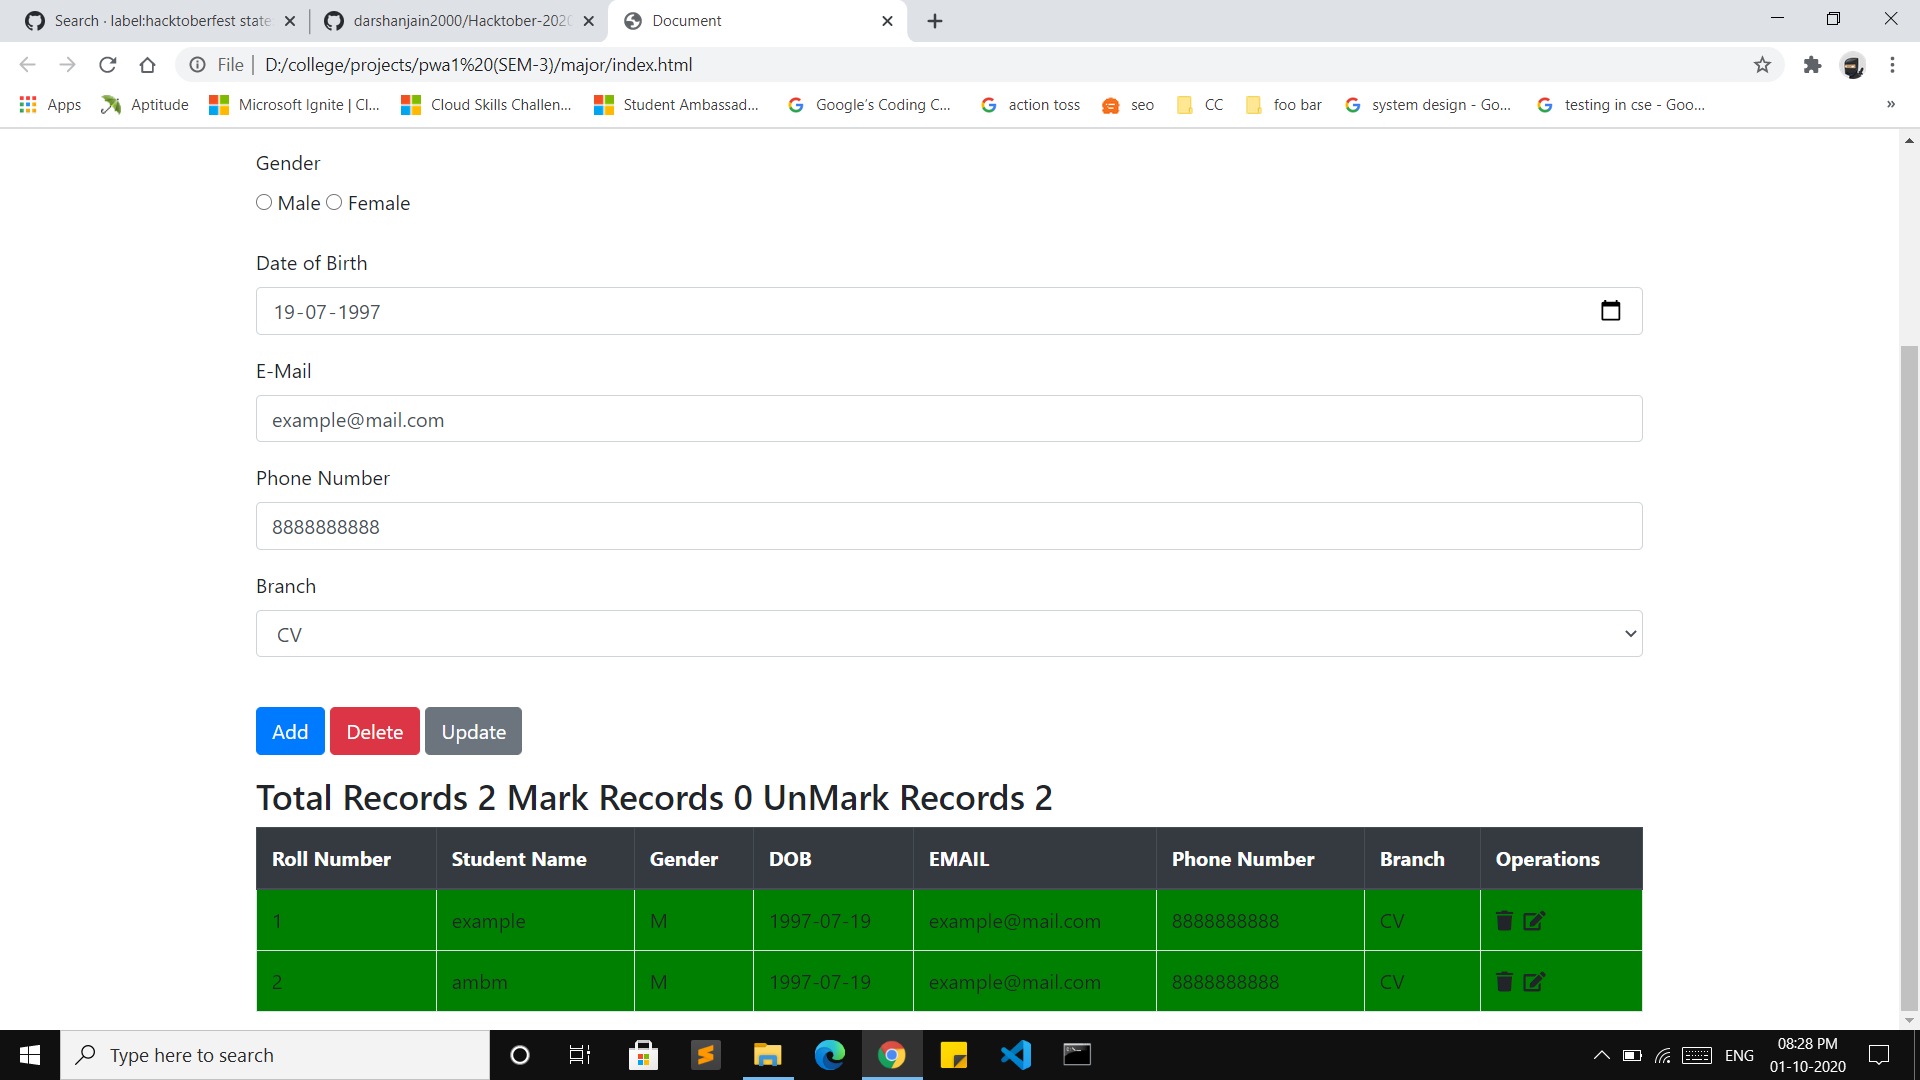 Search · label:hacktoberfest state: darshanjain2000/Hacktober-2020 Document
File D:/college/projects/pwa1%20(SEM-3)/major/index.html
Apps Aptitude Microsoft Ignite | Cl... Cloud Skills Challen... Student Ambassad... Google’s Coding C... action toss seo CC foo bar system design - Go... testing in cse - Goo... »
Gender
Male Female
Date of Birth
19-07-1997
E-Mail
example@mail.com
Phone Number
8888888888
Branch
CV
Add Delete Update
Total Records 2 Mark Records 0 UnMark Records 2
Roll Number Student Name Gender DOB EMAIL Phone Number Branch Operations
1 example M 1997-07-19 example@mail.com 8888888888 CV
2 ambm M 1997-07-19 example@mail.com 8888888888 CV
Type here to search
ENG
08:28 PM
01-10-2020